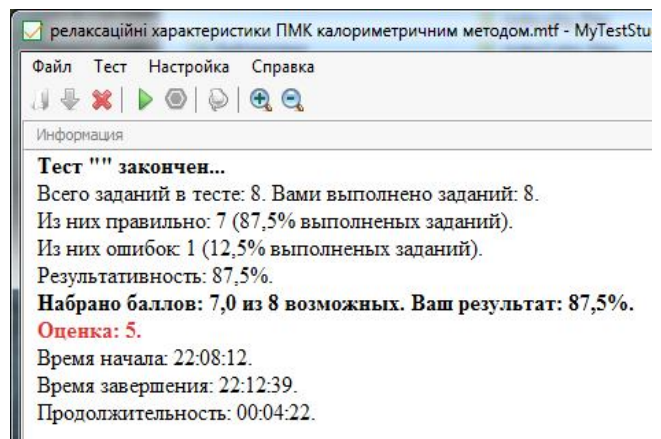 релаксаційні характеристики ПМК калориметричним методом.mtf - MyTestStu
Файл Тест Настройка Справка
Информация
Тест "" закончен...
Всего заданий в тесте: 8. Вами выполнено заданий: 8.
Из них правильно: 7 (87,5% выполненых заданий).
Из них ошибок: 1 (12,5% выполненых заданий).
Результативность: 87,5%.
Набрано баллов: 7,0 из 8 возможных. Ваш результат: 87,5%.
Оценка: 5.
Время начала: 22:08:12.
Время завершения: 22:12:39.
Продолжительность: 00:04:22.